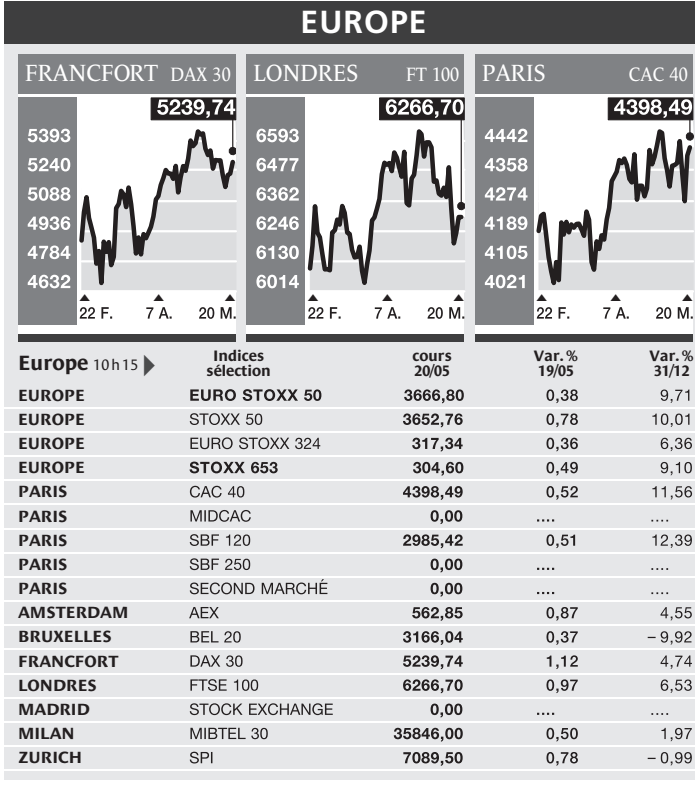 EUROPE
FRANCFORT DAX 30
5239,74
5393
5240
5088
4936
4784
4632
22 F. 7 A. 20 M.
LONDRES FT 100
6266,70
6593
6477
6362
6246
6130
6014
22 F. 7 A. 20 M.
PARIS CAC 40
4398,49
4442
4358
4274
4189
4105
4021
22 F. 7 A. 20 M.
Europe 10h15 Indices sélection cours 20/05 Var. % 19/05 Var. % 31/12
EUROPE EURO STOXX 50 3666,80 0,38 9,71
EUROPE STOXX 50 3652,76 0,78 10,01
EUROPE EURO STOXX 324 317,34 0,36 6,36
EUROPE STOXX 653 304,60 0,49 9,10
PARIS CAC 40 4398,49 0,52 11,56
PARIS MIDCAC 0,00 .... ....
PARIS SBF 120 2985,42 0,51 12,39
PARIS SBF 250 0,00 .... ....
PARIS SECOND MARCHÉ 0,00 .... ....
AMSTERDAM AEX 562,85 0,87 4,55
BRUXELLES BEL 20 3166,04 0,37 – 9,92
FRANCFORT DAX 30 5239,74 1,12 4,74
LONDRES FTSE 100 6266,70 0,97 6,53
MADRID STOCK EXCHANGE 0,00 .... ....
MILAN MIBTEL 30 35846,00 0,50 1,97
ZURICH SPI 7089,50 0,78 – 0,99